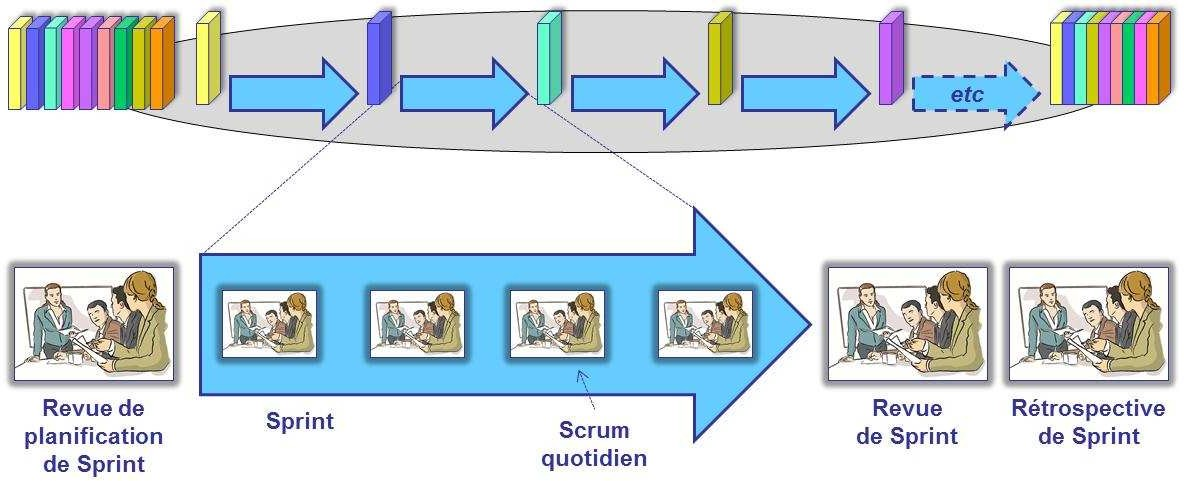 etc
Revue de
planification
de Sprint
Sprint
Scrum
quotidien
Revue
de Sprint
Rétrospective
de Sprint